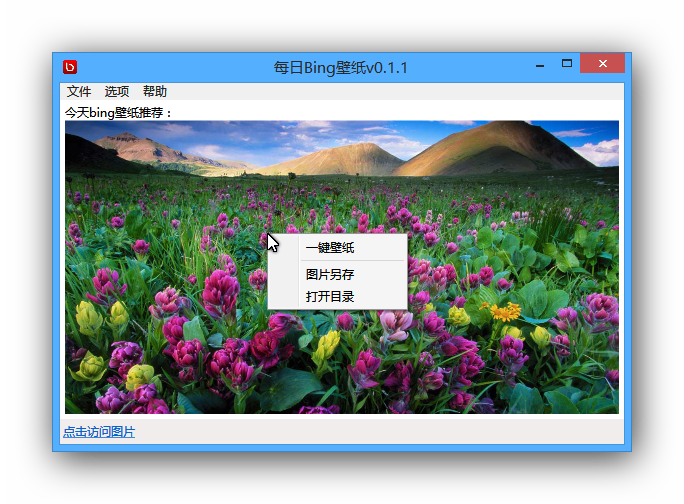 每日Bing壁纸v0.1.1
文件 选项 帮助
今天bing壁纸推荐：
一键壁纸
图片另存
打开目录
点击访问图片